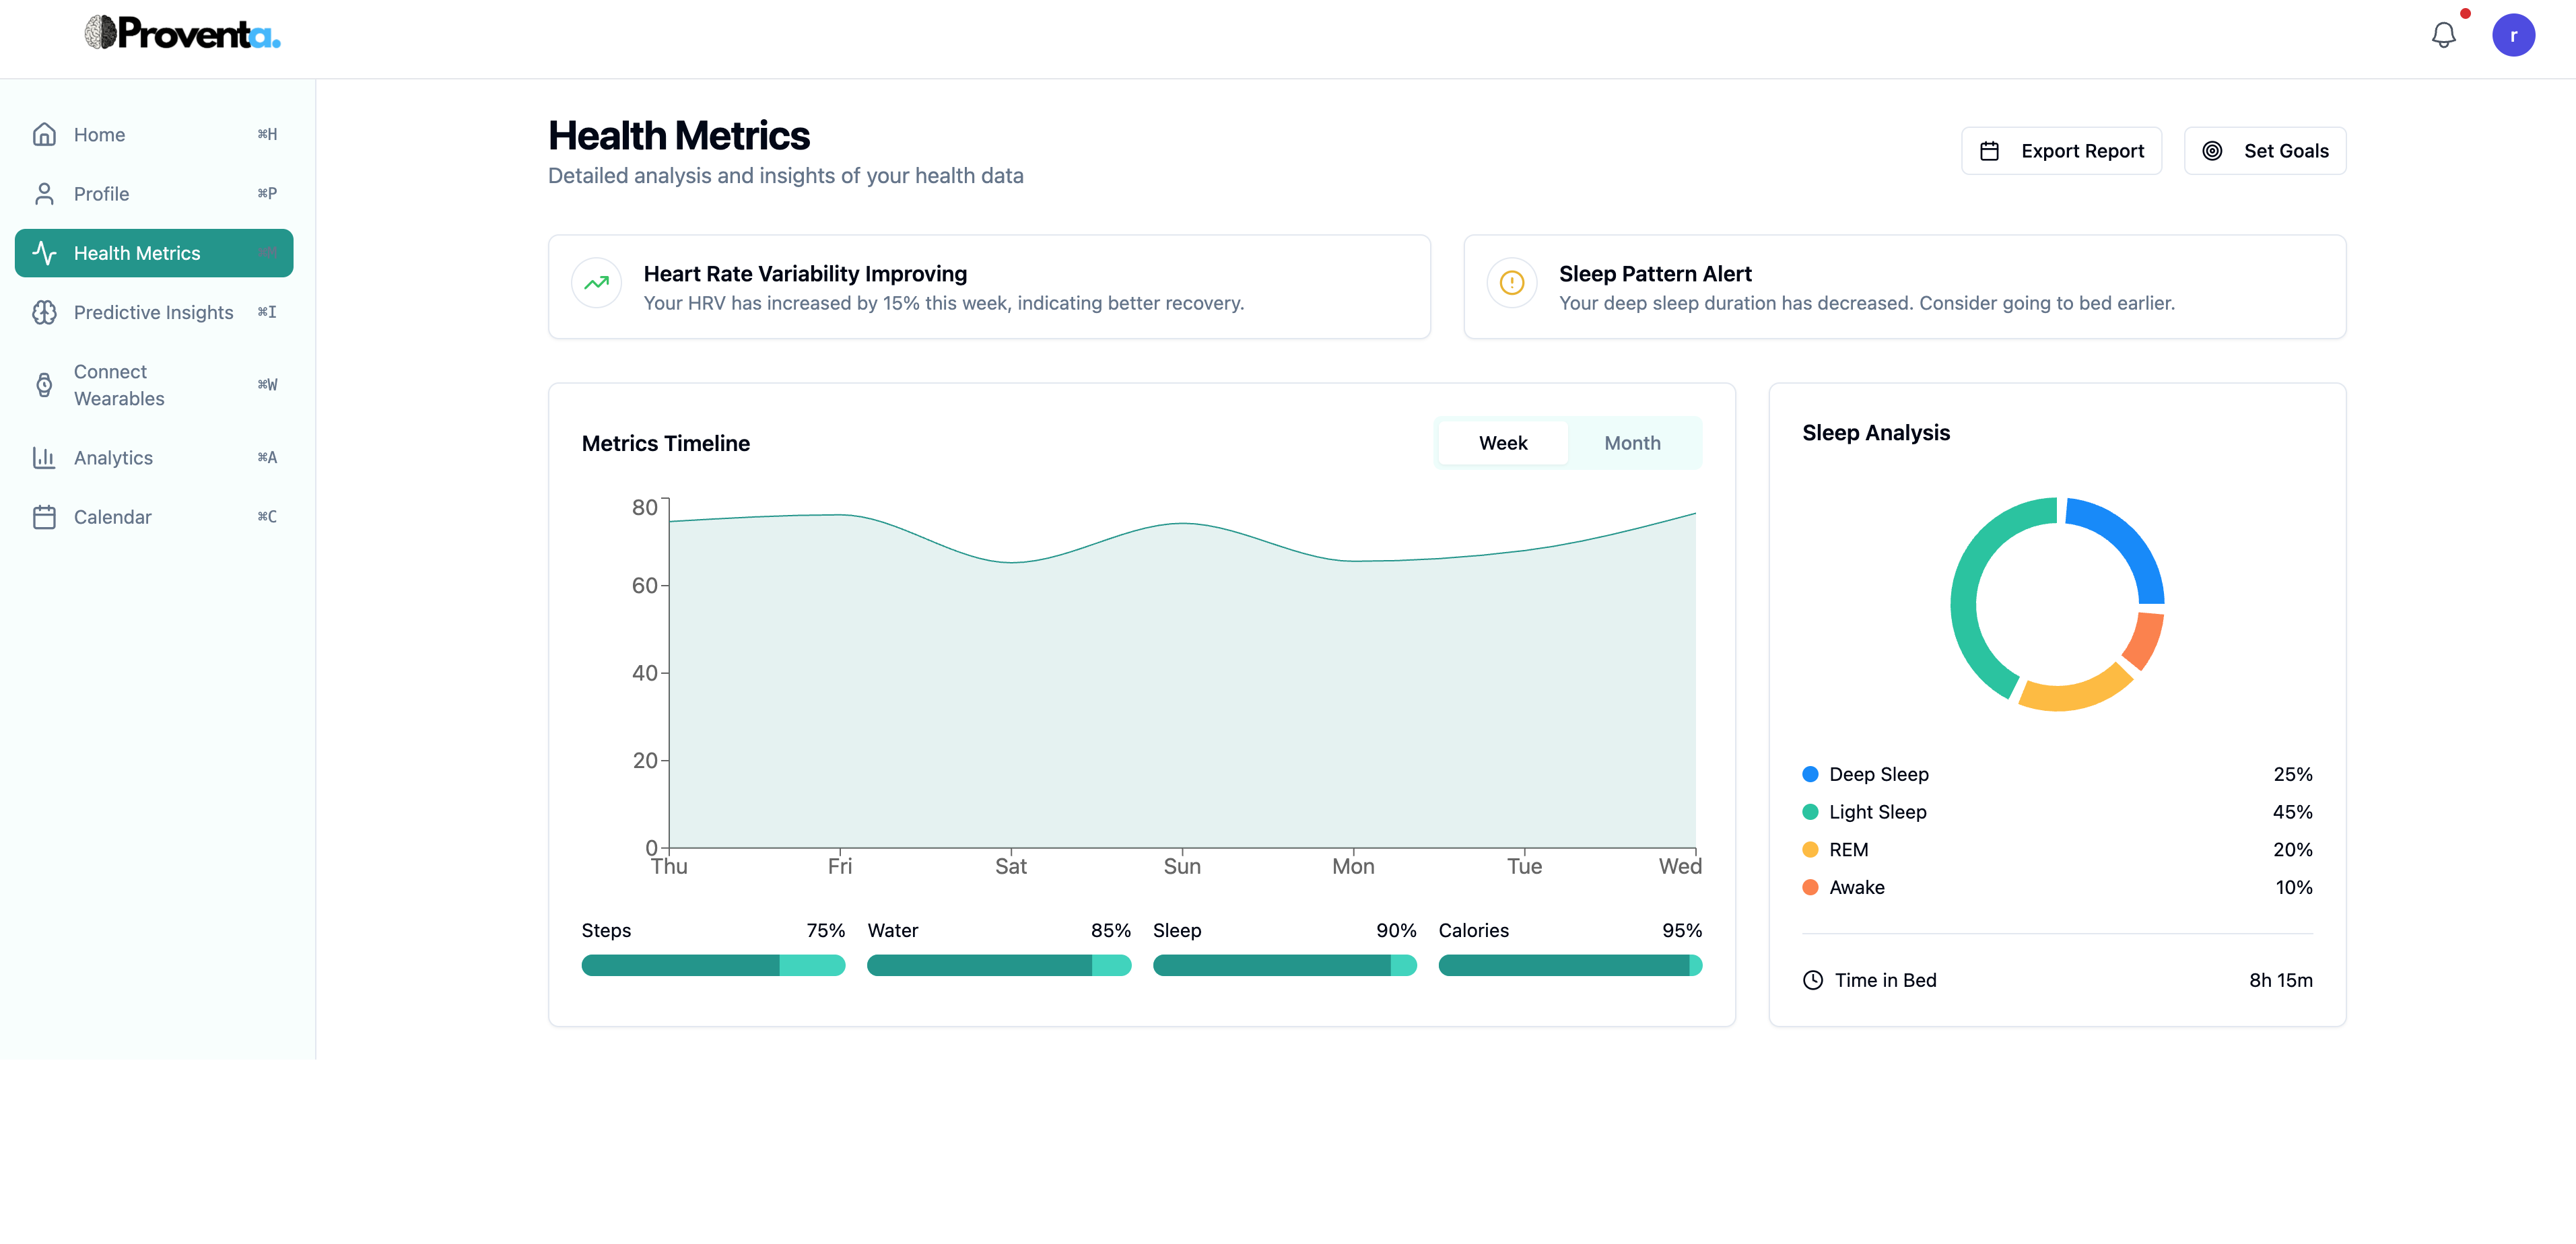 Proventa.
r
Home ⌘H
Profile ⌘P
Health Metrics
Predictive Insights ⌘I
Connect
Wearables ⌘W
Analytics ⌘A
Calendar ⌘C
Health Metrics
Detailed analysis and insights of your health data
Export Report
Set Goals
Heart Rate Variability Improving
Your HRV has increased by 15% this week, indicating better recovery.
Sleep Pattern Alert
Your deep sleep duration has decreased. Consider going to bed earlier.
Metrics Timeline
Week Month
80
60
40
20
0
Thu Fri Sat Sun Mon Tue Wed
Steps 75% Water 85% Sleep 90% Calories 95%
Sleep Analysis
Deep Sleep 25%
Light Sleep 45%
REM 20%
Awake 10%
Time in Bed 8h 15m